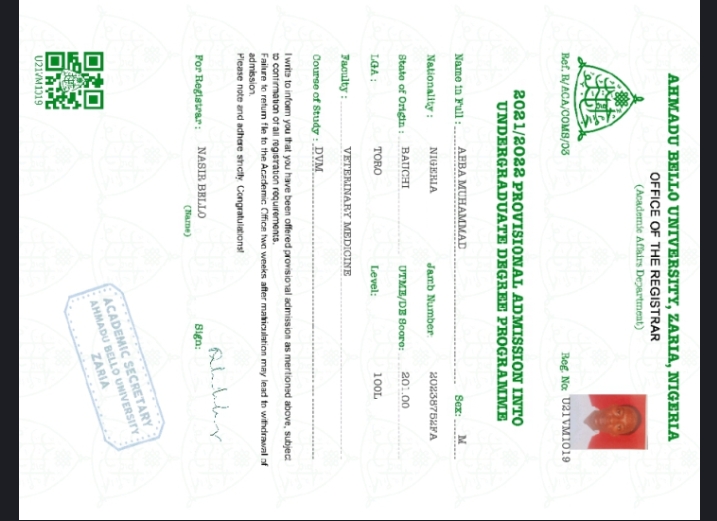 AHMADU BELLO UNIVERSITY, ZARIA, NIGERIA
OFFICE OF THE REGISTRAR
(Academic Affairs Department)
Ref. R/ACA/COMB/03
Reg. No: U21VM1019
2021/2022 PROVISIONAL ADMISSION INTO
UNDERGRADUATE DEGREE PROGRAMME
Name in Full : ABBA MUHAMMAD Sex: M
Nationality : NIGERIA Jamb Number:
State of Origin : BAUCHI UTME/DE Score: 201.00
LGA : TORO Level: 100L
Faculty : VETERINARY MEDICINE
Course of Study : DVM
I write to inform you that you have been offered provisional admission as mentioned above, subject
to confirmation of all registration requirements.
Failure to return file to the Academic Office two weeks after matriculation may lead to withdrawal of
admission.
Please note and adhere strictly. Congratulations!
For Registrar : NASIB BELLO Sign:
(Name)
ACADEMIC SECRETARY
AHMADU BELLO UNIVERSITY
ZARIA
U21VM1019